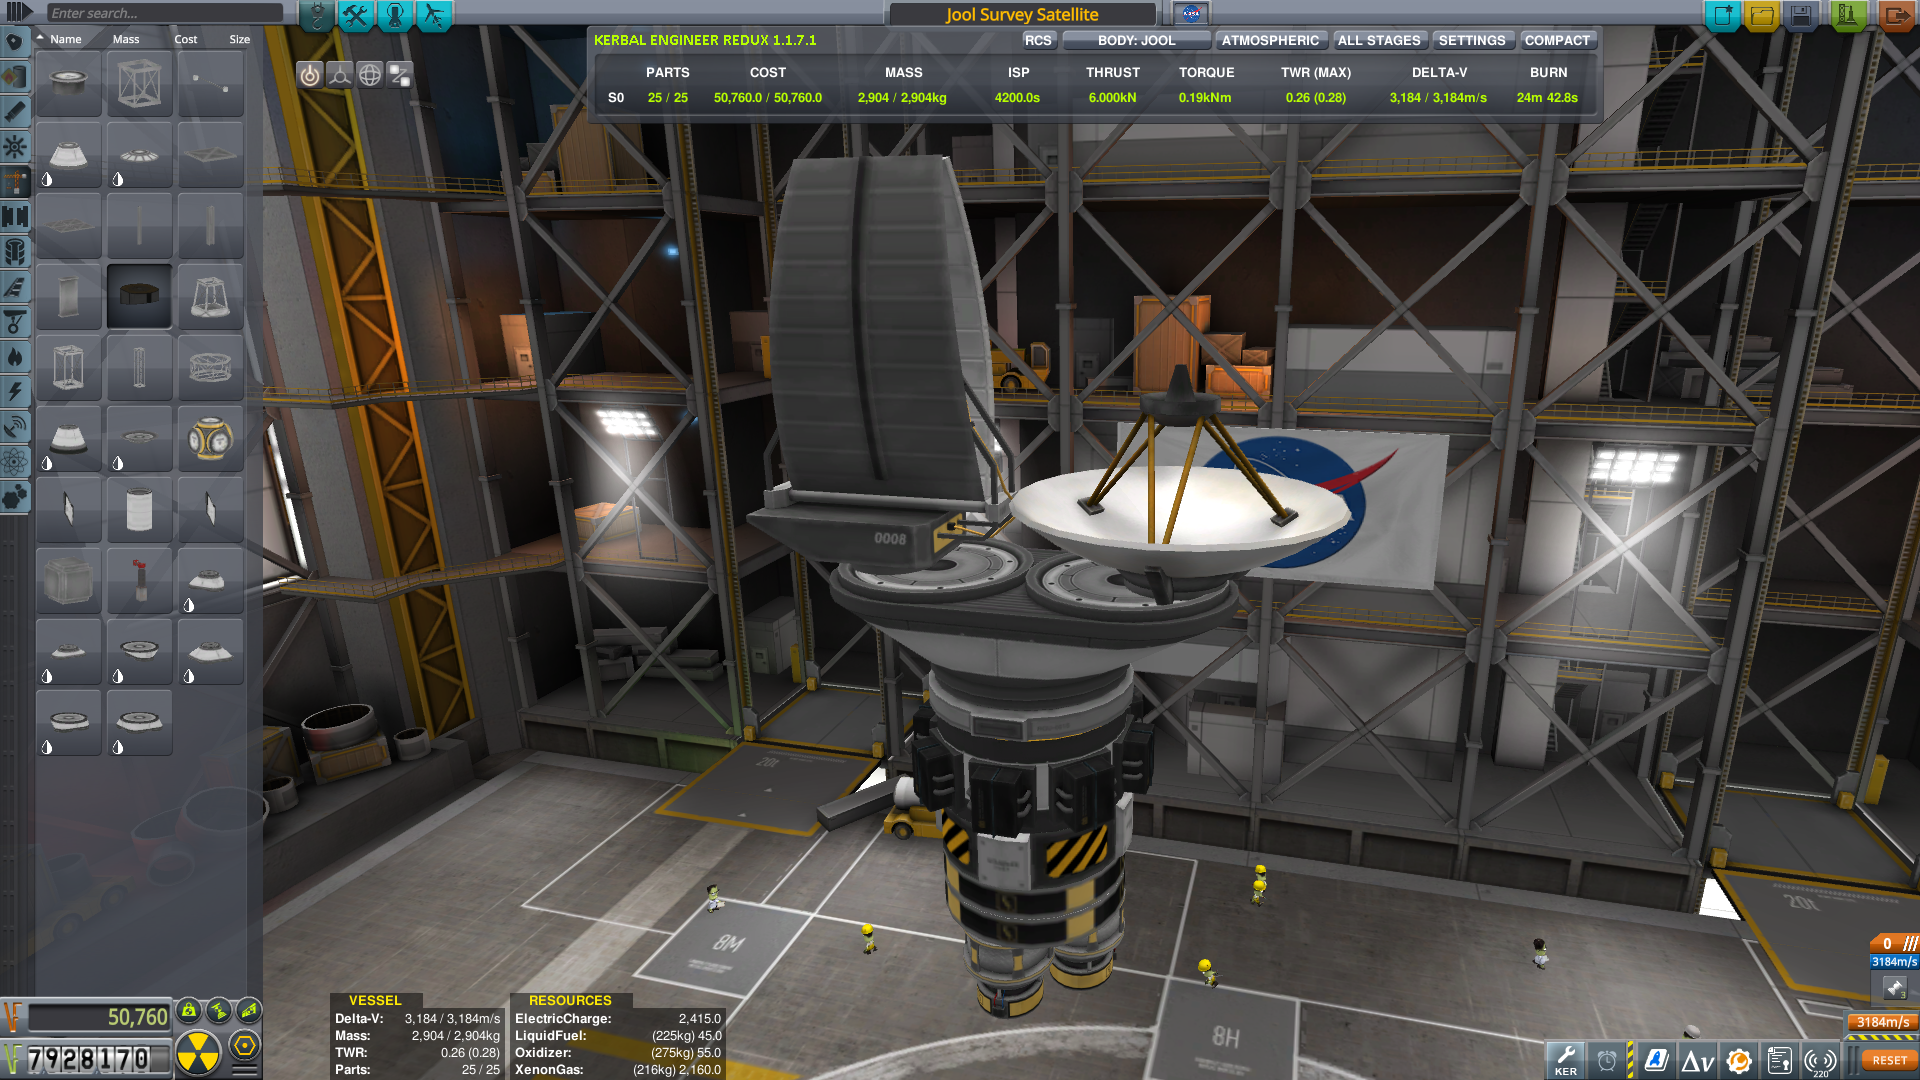 Enter search...
Jool Survey Satellite
Name Mass Cost Size
KERBAL ENGINEER REDUX 1.1.7.1 RCS BODY: JOOL ATMOSPHERIC ALL STAGES SETTINGS COMPACT
PARTS COST MASS ISP THRUST TORQUE TWR (MAX) DELTA-V BURN
S0 25 / 25 50,760.0 / 50,760.0 2,904 / 2,904kg 4200.0s 6.000kN 0.19kNm 0.26 (0.28) 3,184 / 3,184m/s 24m 42.8s
0008
20t
20t
8M
8H
0
3184m/s
3
3184m/s
VESSEL
Delta-V: 3,184 / 3,184m/s
Mass: 2,904 / 2,904kg
TWR: 0.26 (0.28)
Parts: 25 / 25
RESOURCES
ElectricCharge: 2,415.0
LiquidFuel: (225kg) 45.0
Oxidizer: (275kg) 55.0
XenonGas: (216kg) 2,160.0
50,760
7928170
KER
Δv
220
RESET